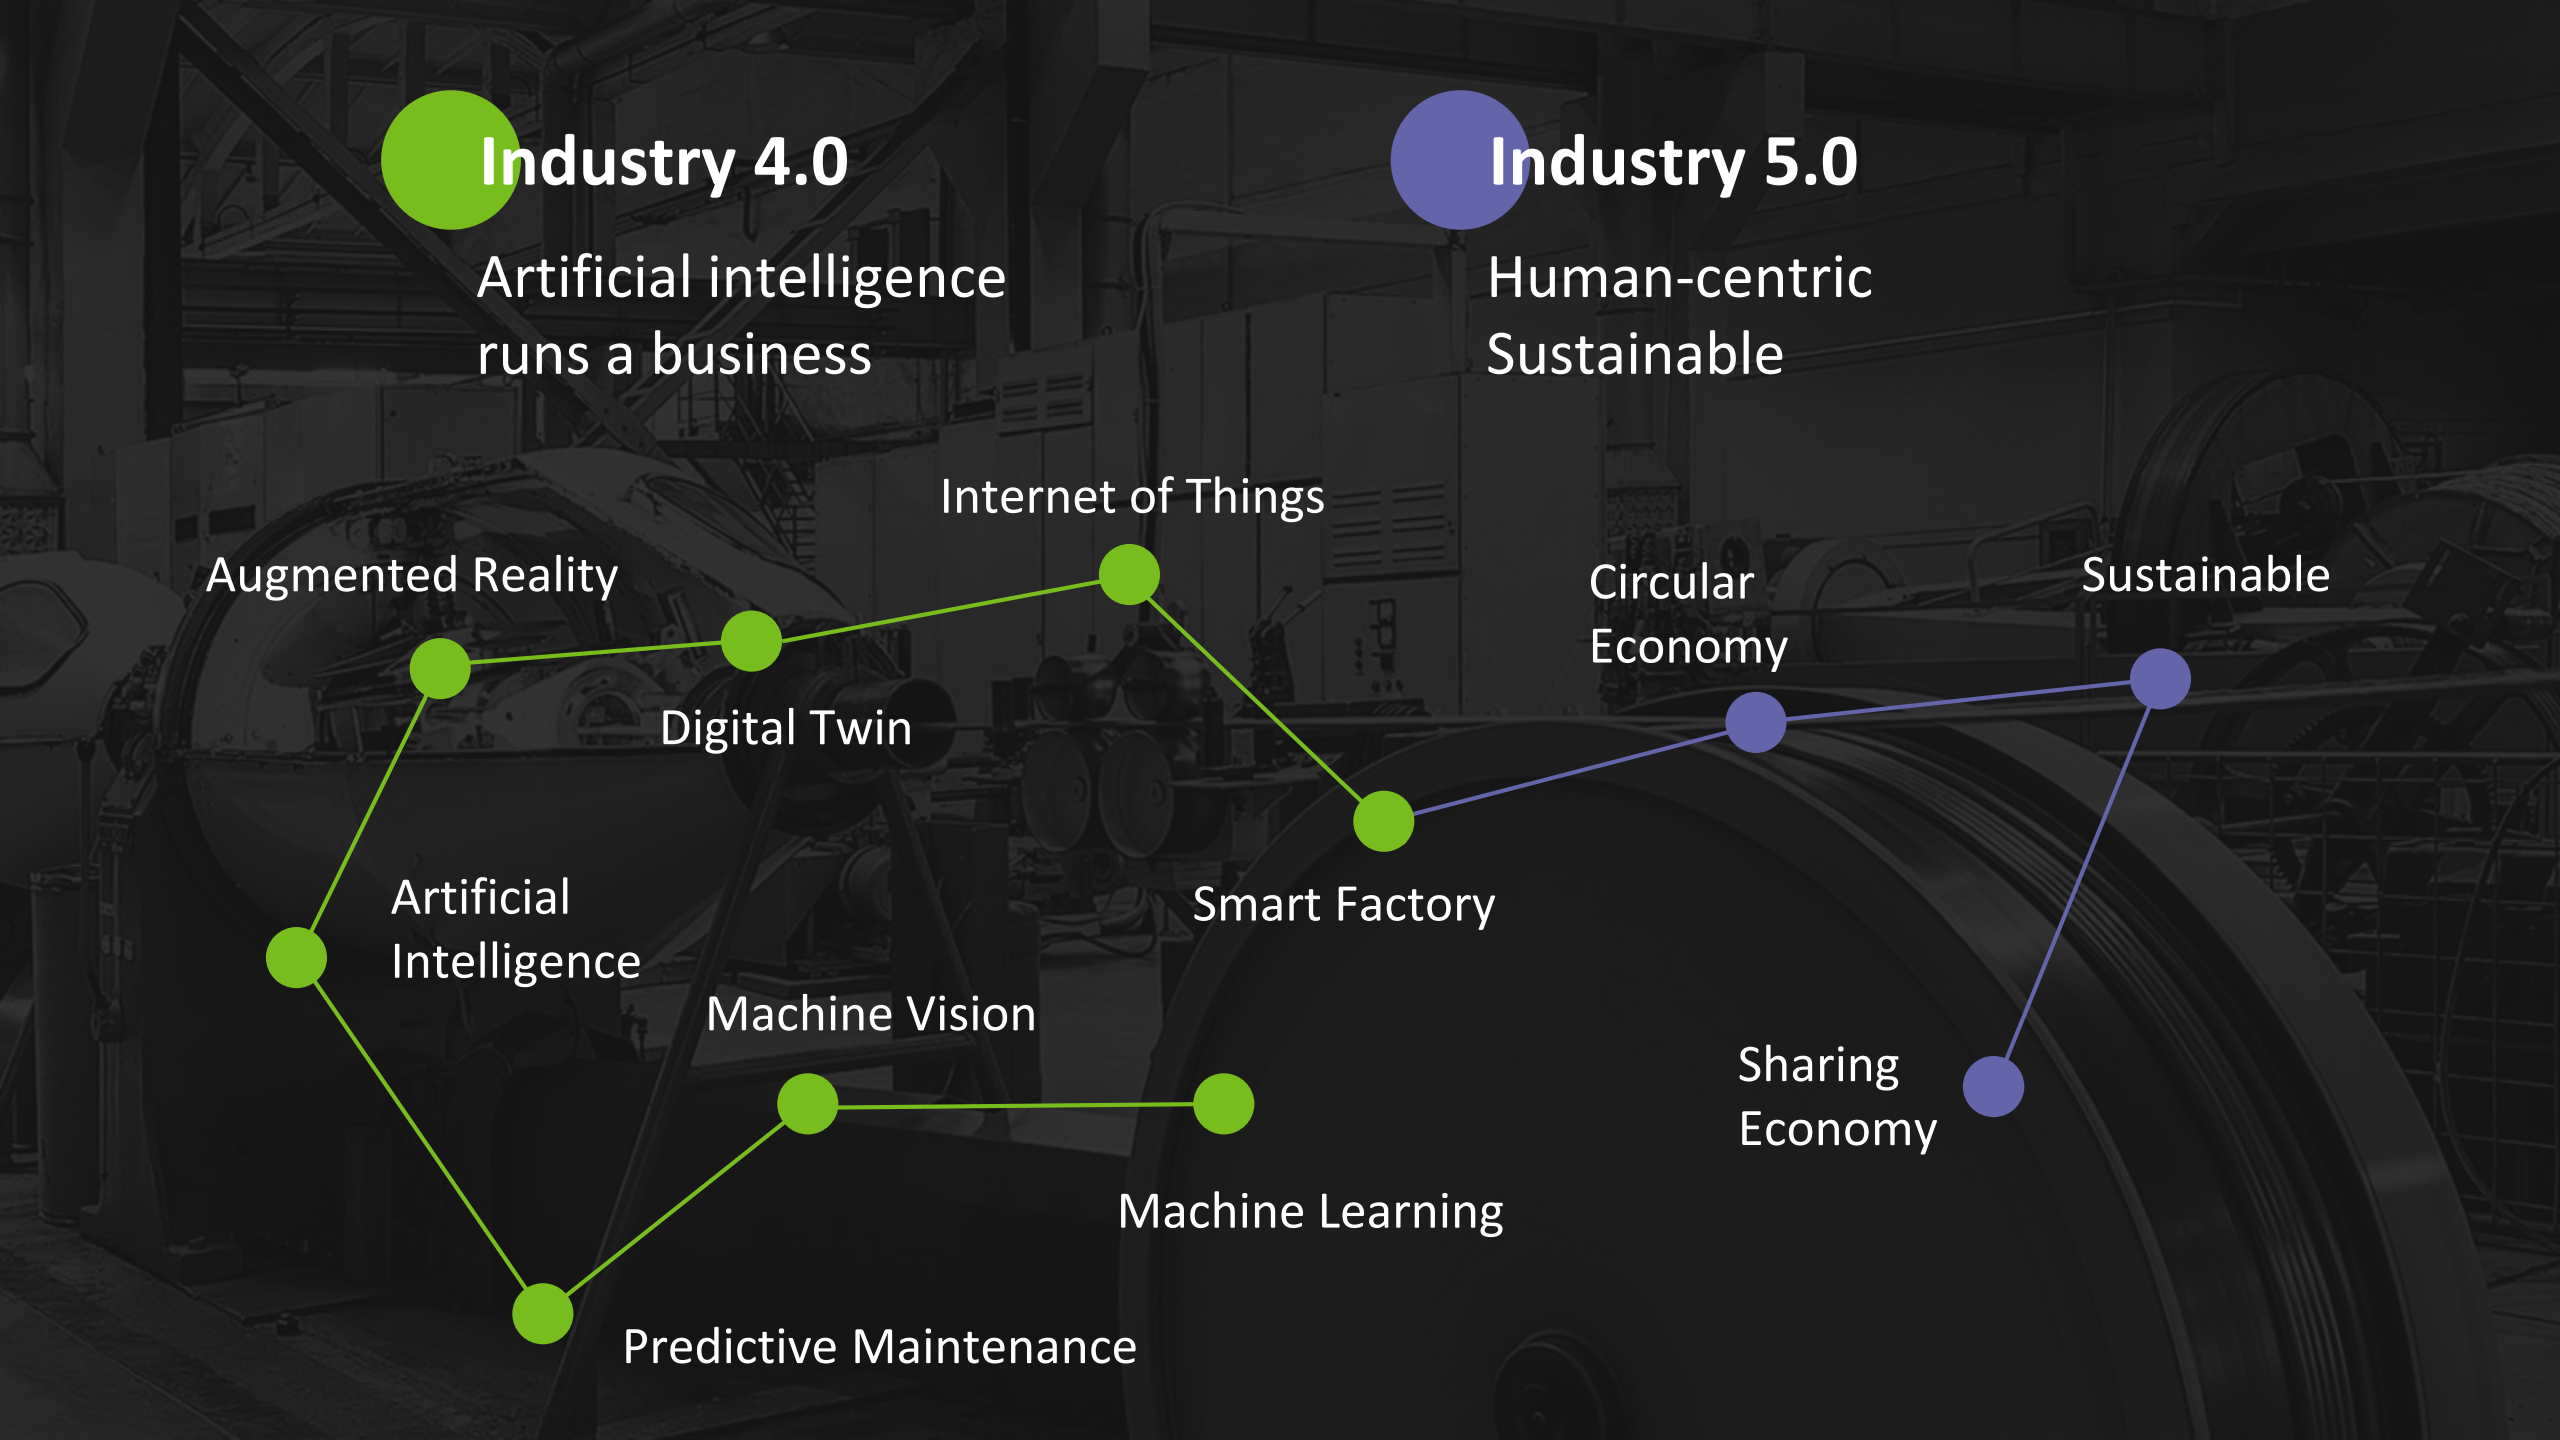 Industry 4.0
Artificial intelligence
runs a business
Industry 5.0
Human-centric
Sustainable
Internet of Things
Augmented Reality
Digital Twin
Circular
Economy
Sustainable
Artificial
Intelligence
Smart Factory
Machine Vision
Sharing
Economy
Machine Learning
Predictive Maintenance